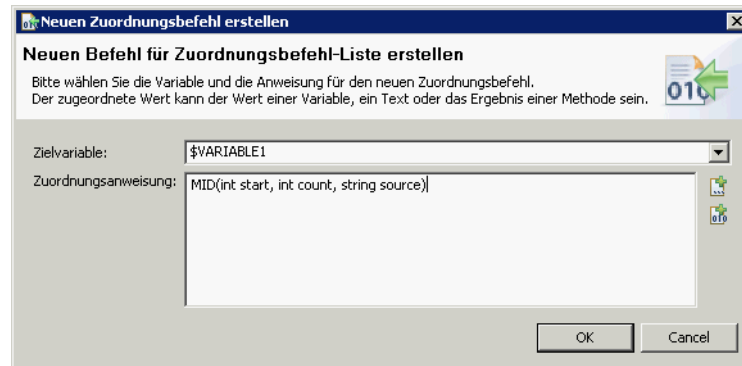 Neuen Zuordnungsbefehl erstellen
Neuen Befehl für Zuordnungsbefehl-Liste erstellen
Bitte wählen Sie die Variable und die Anweisung für den neuen Zuordnungsbefehl.
Der zugeordnete Wert kann der Wert einer Variable, ein Text oder das Ergebnis einer Methode sein.
010
Zielvariable: $VARIABLE1
Zuordnungsanweisung: MID(int start, int count, string source)
010
OK Cancel